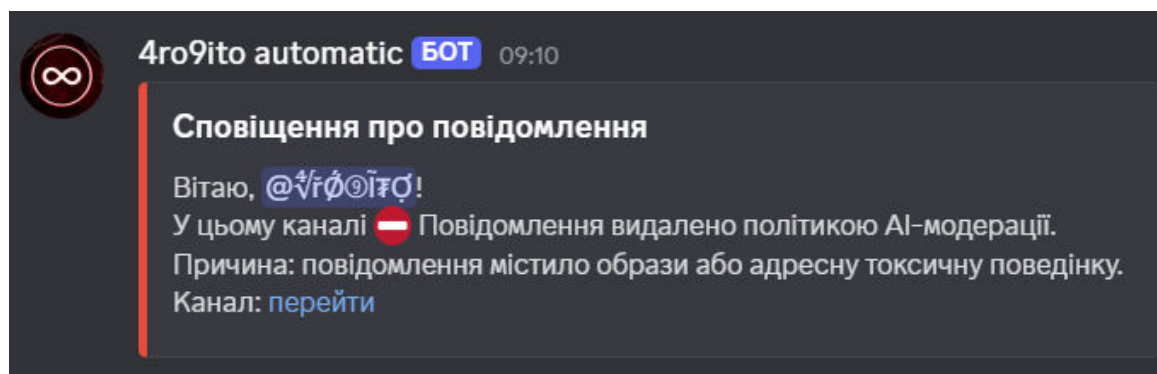 4ro9ito automatic БОТ 09:10
Сповіщення про повідомлення
Вітаю, @∜řǾ⑨Ĩ₮Ợ!
У цьому каналі ⛔ Повідомлення видалено політикою AI-модерації.
Причина: повідомлення містило образи або адресну токсичну поведінку.
Канал: перейти